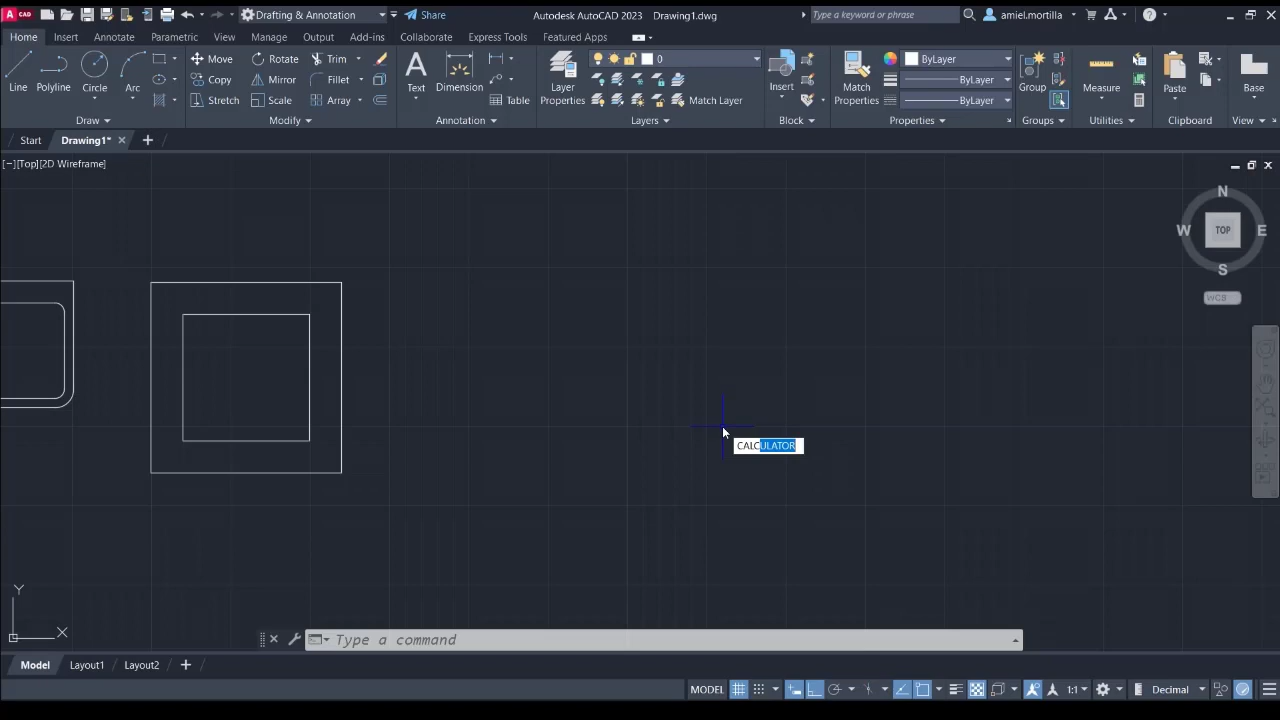 CAD Drafting & Annotation Share Autodesk AutoCAD 2023 Drawing1.dwg Type a keyword or phrase amiel.mortilla
Home Insert Annotate Parametric View Manage Output Add-ins Collaborate Express Tools Featured Apps
Move Rotate Trim 0 ByLayer
Line Polyline Circle Arc Copy Mirror Fillet Text Dimension Layer Properties Insert Match Properties ByLayer Group Measure Paste Base
Stretch Scale Array Table Match Layer ByLayer
Draw Modify Annotation Layers Block Properties Groups Utilities Clipboard View
Start Drawing1*
[−][Top][2D Wireframe]
N
W TOP E
S
WCS
CALCULATOR
Y
X
Type a command
Model Layout1 Layout2
MODEL 1:1 Decimal